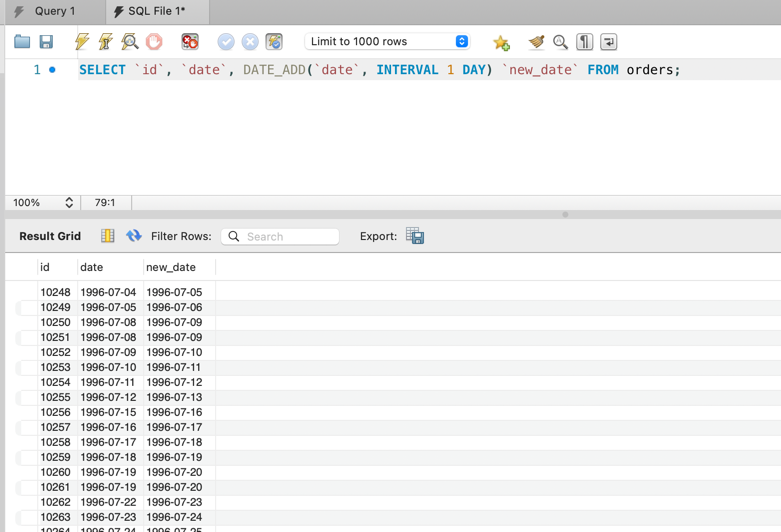 Query 1 SQL File 1*
Limit to 1000 rows
1 SELECT `id`, `date`, DATE_ADD(`date`, INTERVAL 1 DAY) `new_date` FROM orders;
100% 79:1
Result Grid Filter Rows: Search Export:
id date new_date
10248 1996-07-04 1996-07-05
10249 1996-07-05 1996-07-06
10250 1996-07-08 1996-07-09
10251 1996-07-08 1996-07-09
10252 1996-07-09 1996-07-10
10253 1996-07-10 1996-07-11
10254 1996-07-11 1996-07-12
10255 1996-07-12 1996-07-13
10256 1996-07-15 1996-07-16
10257 1996-07-16 1996-07-17
10258 1996-07-17 1996-07-18
10259 1996-07-18 1996-07-19
10260 1996-07-19 1996-07-20
10261 1996-07-19 1996-07-20
10262 1996-07-22 1996-07-23
10263 1996-07-23 1996-07-24
10264 1996-07-24 1996-07-25